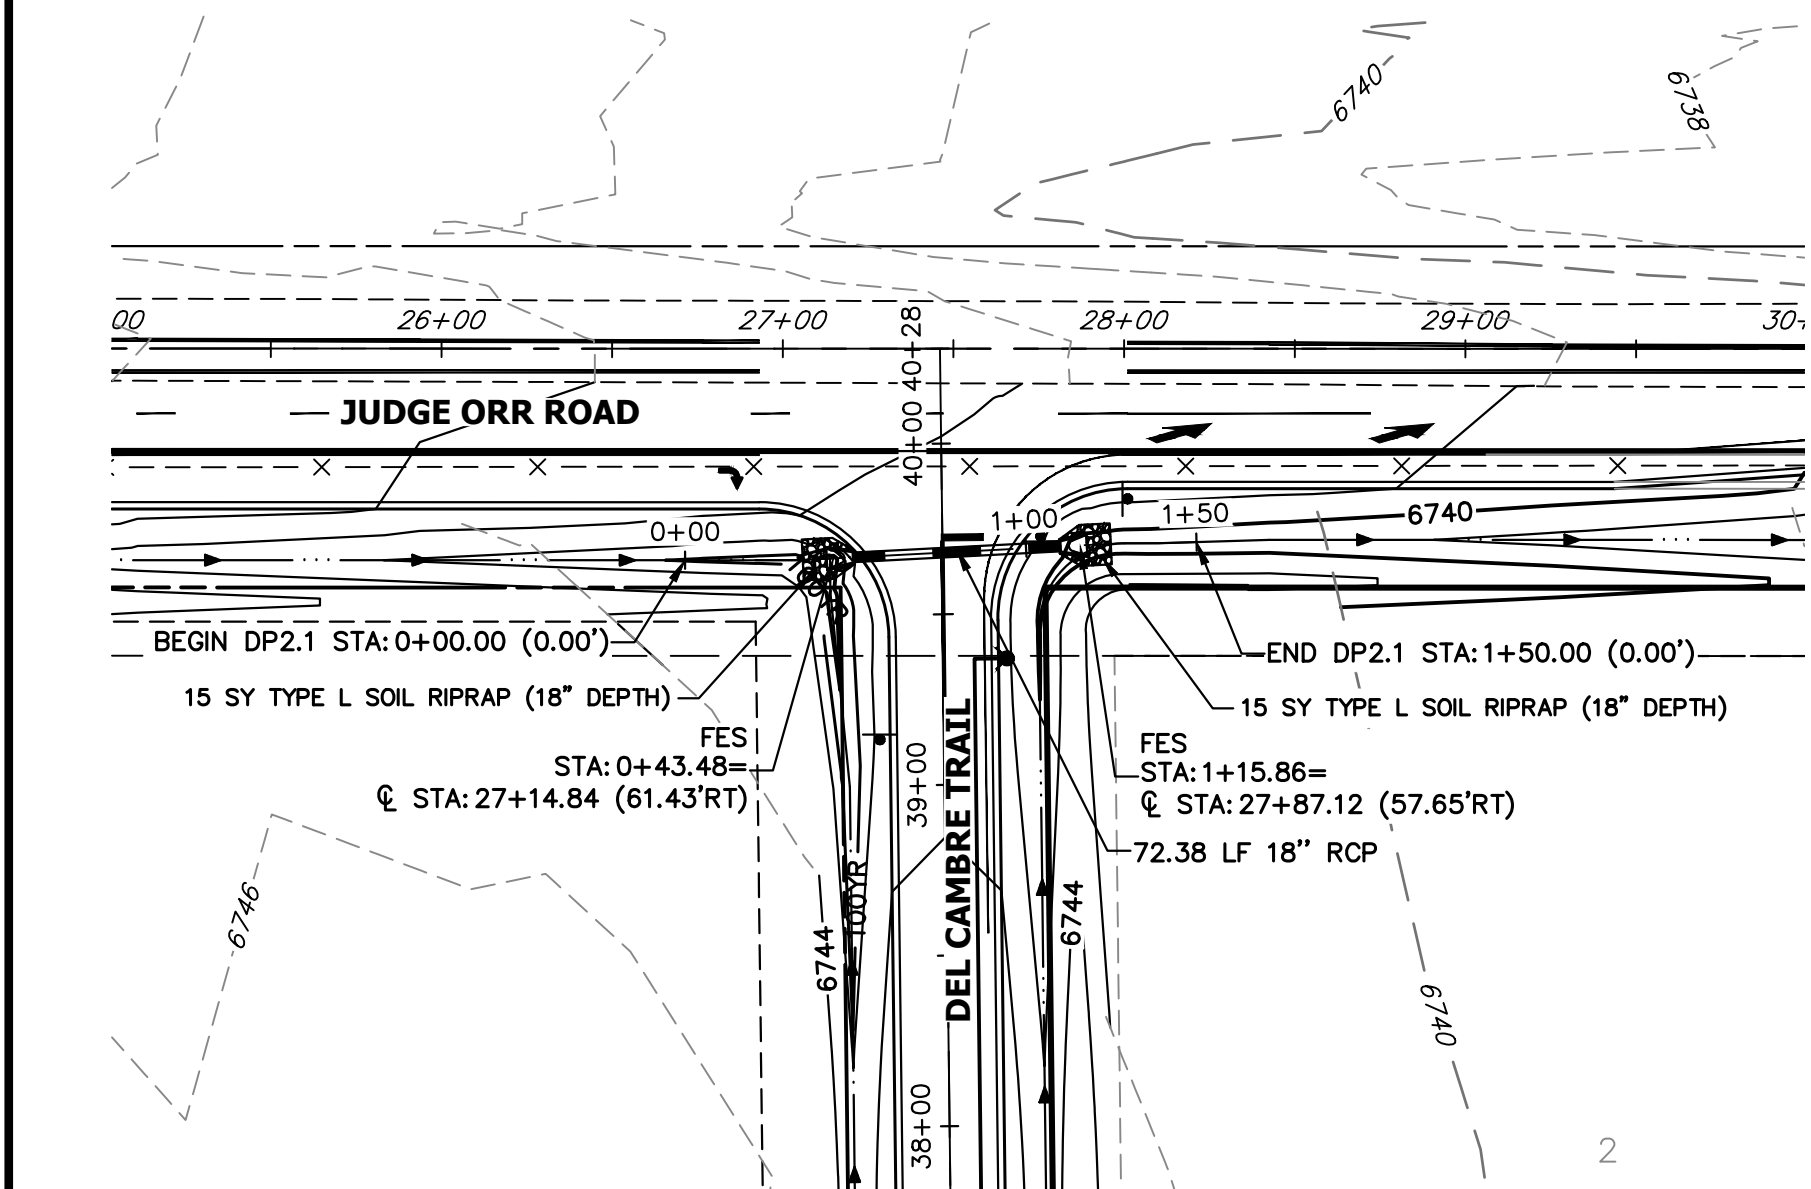 6740
6738
00
26+00
27+00
28+00
29+00
30+
40+28
JUDGE ORR ROAD
40+00
0+00
1+00
1+50
6740
BEGIN DP2.1 STA:0+00.00 (0.00')
END DP2.1 STA:1+50.00 (0.00')
15 SY TYPE L SOIL RIPRAP (18” DEPTH)
15 SY TYPE L SOIL RIPRAP (18” DEPTH)
FES
STA:0+43.48=
℄ STA:27+14.84 (61.43'RT)
FES
STA:1+15.86=
℄ STA:27+87.12 (57.65'RT)
72.38 LF 18’’ RCP
39+00
DEL CAMBRE TRAIL
100YR
6746
6744
6744
6740
38+00
2